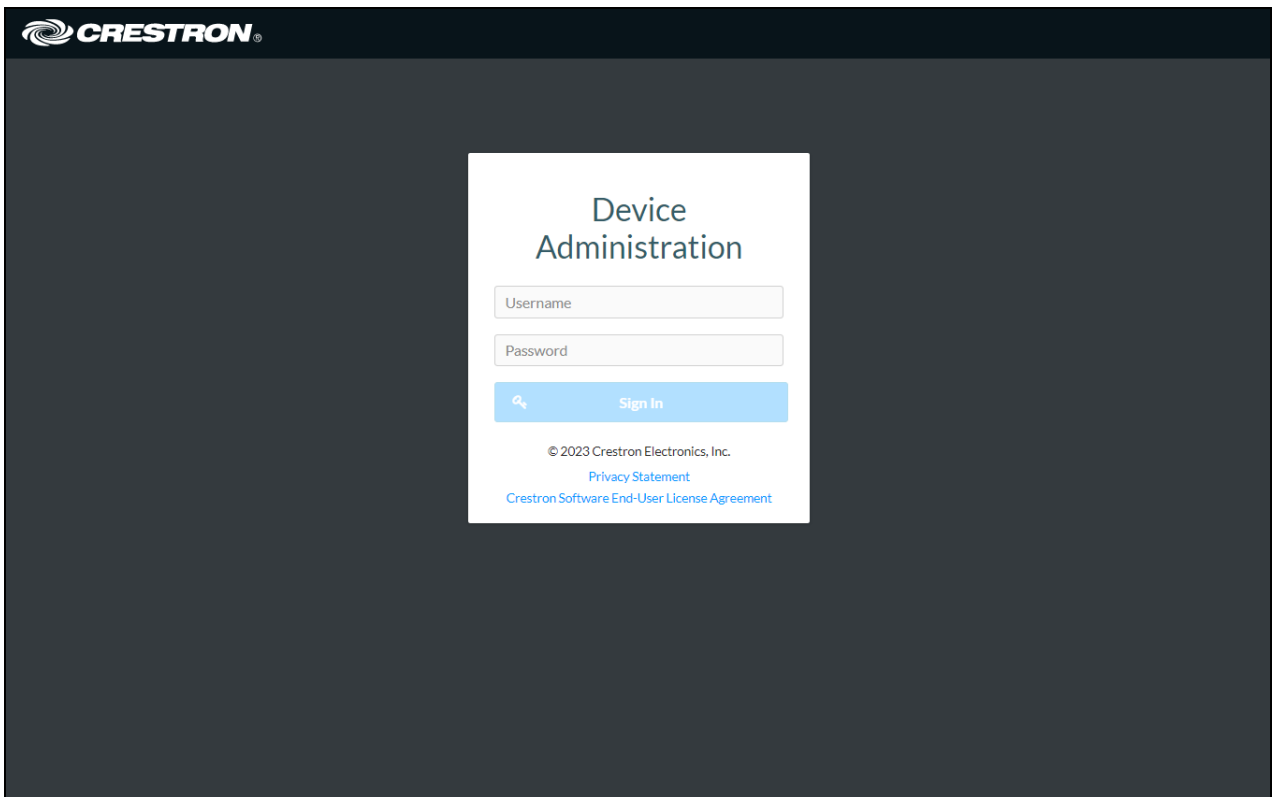 CRESTRON®
Device
Administration
Username
Password
Sign In
© 2023 Crestron Electronics, Inc.
Privacy Statement
Crestron Software End-User License Agreement